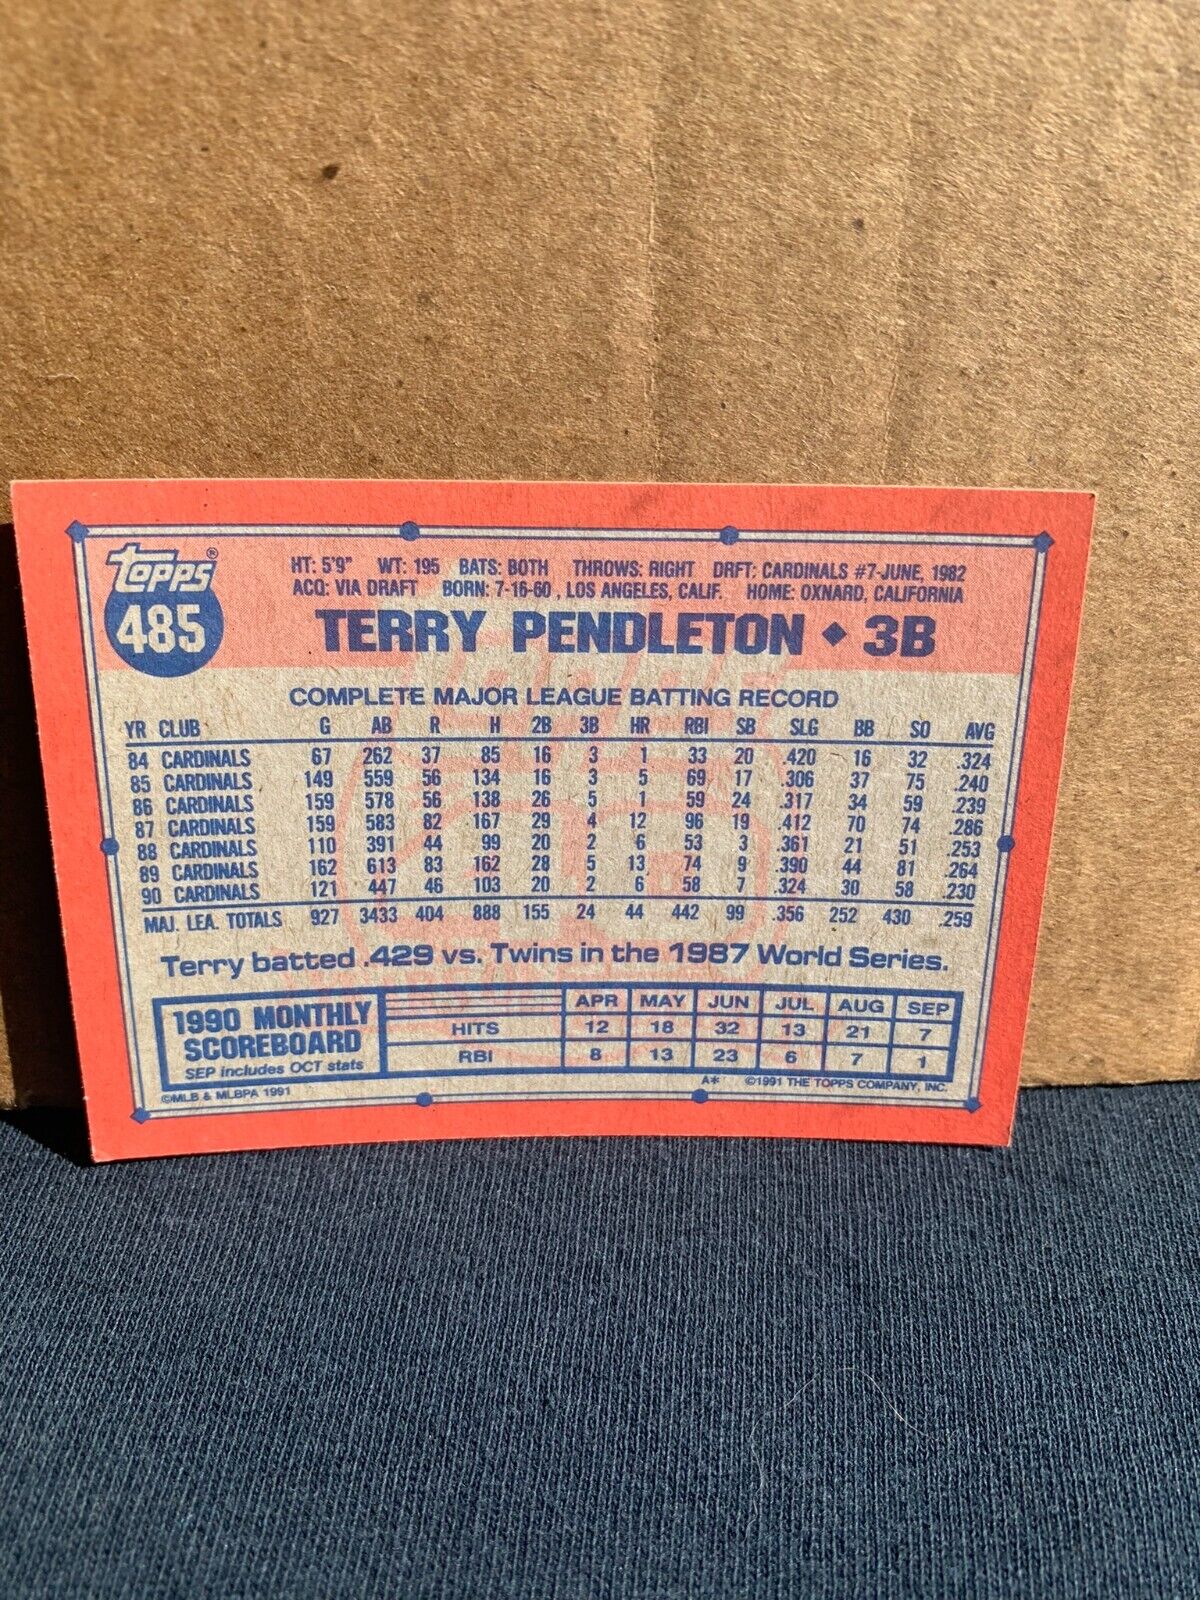 topps®
485
HT: 5'9" WT: 195 BATS: BOTH THROWS: RIGHT DRFT: CARDINALS #7-JUNE, 1982
ACQ: VIA DRAFT BORN: 7-16-60, LOS ANGELES, CALIF. HOME: OXNARD, CALIFORNIA
TERRY PENDLETON ◆ 3B
COMPLETE MAJOR LEAGUE BATTING RECORD
YR CLUB G AB R H 2B 3B HR RBI SB SLG BB SO AVG
84 CARDINALS 67 262 37 85 16 3 1 33 20 .420 16 32 .324
85 CARDINALS 149 559 56 134 16 3 5 69 17 .306 37 75 .240
86 CARDINALS 159 578 56 138 26 5 1 59 24 .317 34 59 .239
87 CARDINALS 159 583 82 167 29 4 12 96 19 .412 70 74 .286
88 CARDINALS 110 391 44 99 20 2 6 53 3 .361 21 51 .253
89 CARDINALS 162 613 83 162 28 5 13 74 9 .390 44 81 .264
90 CARDINALS 121 447 46 103 20 2 6 58 7 .324 30 58 .230
MAJ. LEA. TOTALS 927 3433 404 888 155 24 44 442 99 .356 252 430 .259
Terry batted .429 vs. Twins in the 1987 World Series.
1990 MONTHLY
SCOREBOARD
SEP includes OCT stats
APR MAY JUN JUL AUG SEP
HITS 12 18 32 13 21 7
RBI 8 13 23 6 7 1
©MLB & MLBPA 1991
A* ©1991 THE TOPPS COMPANY, INC.